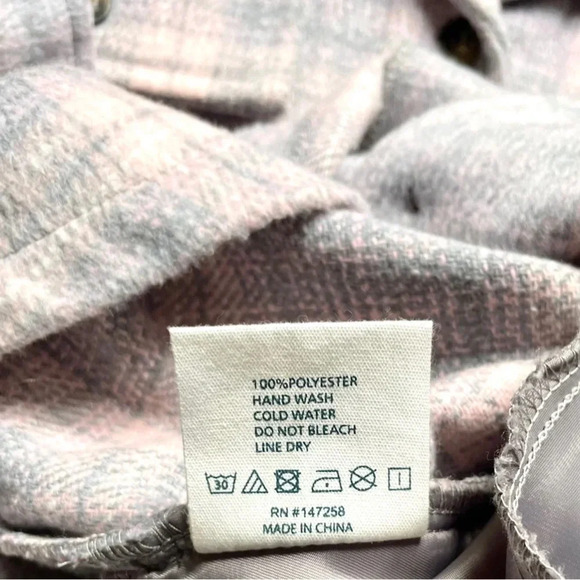 100%POLYESTER
HAND WASH
COLD WATER
DO NOT BLEACH
LINE DRY
30
RN #147258
MADE IN CHINA